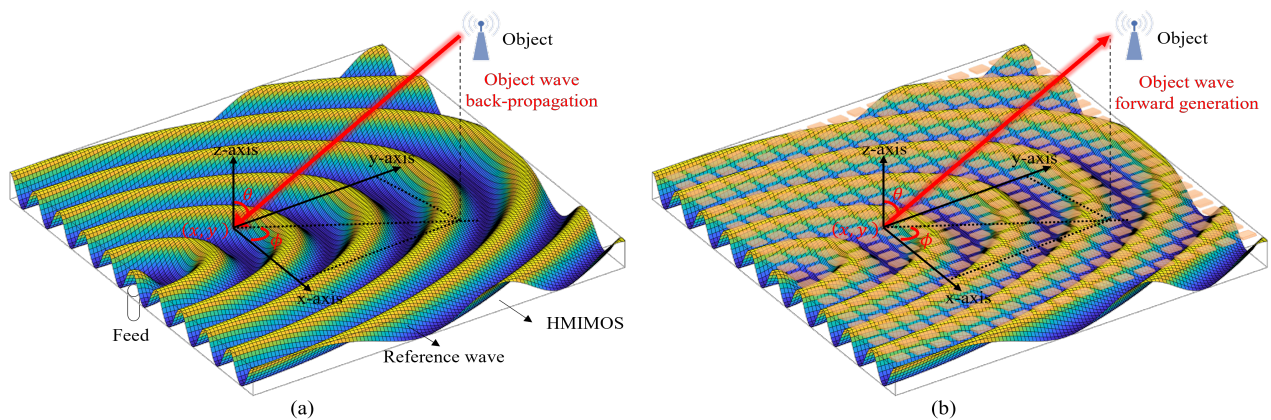 Object
Object wave
back-propagation
z-axis
y-axis
θ
(x, y)
ϕ
x-axis
Feed
HMIMOS
Reference wave
(a)
Object
Object wave
forward generation
z-axis
y-axis
θ
(x, y)
ϕ
x-axis
(b)